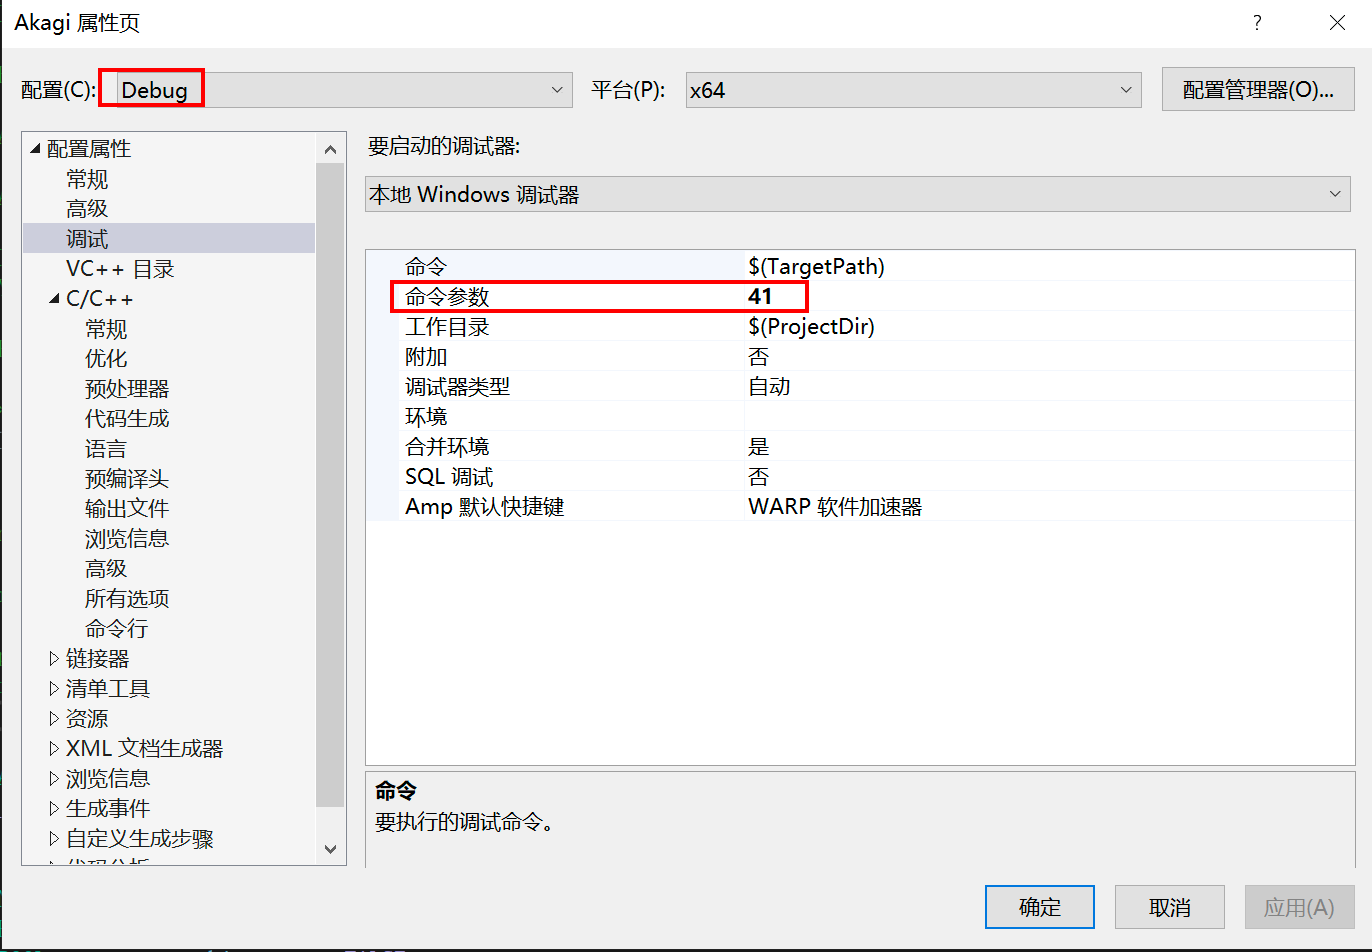 Akagi 属性页
配置(C): Debug 平台(P): x64 配置管理器(O)...
配置属性
常规
高级
调试
VC++ 目录
C/C++
常规
优化
预处理器
代码生成
语言
预编译头
输出文件
浏览信息
高级
所有选项
命令行
链接器
清单工具
资源
XML 文档生成器
浏览信息
生成事件
自定义生成步骤
代码分析
要启动的调试器:
本地 Windows 调试器
命令 $(TargetPath)
命令参数 41
工作目录 $(ProjectDir)
附加 否
调试器类型 自动
环境
合并环境 是
SQL 调试 否
Amp 默认快捷键 WARP 软件加速器
命令
要执行的调试命令。
确定 取消 应用(A)